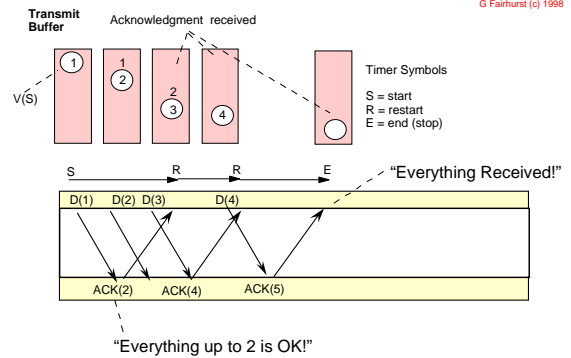 G Fairhurst (c) 1998
Transmit
Buffer
Acknowledgment received
1
1
2
2
3
4
V(S)
Timer Symbols
S = start
R = restart
E = end (stop)
S
R
R
E
“Everything Received!”
D(1)
D(2)
D(3)
D(4)
ACK(2)
ACK(4)
ACK(5)
“Everything up to 2 is OK!”